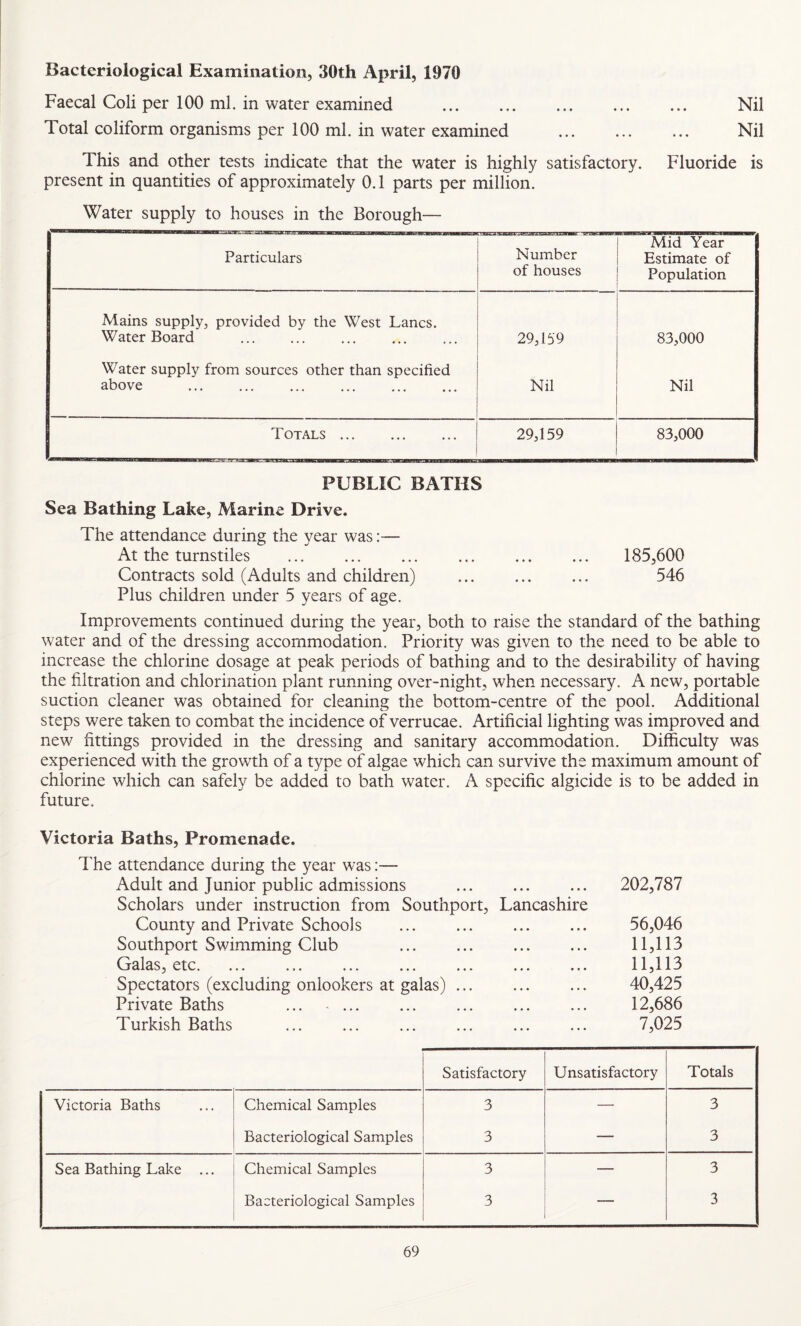 Bacteriological Examination, 30th April, 1970
Faecal Coli per 100 ml. in water examined ... ... ... ... ... Nil
Total coliform organisms per 100 ml. in water examined ... ... ... Nil
This and other tests indicate that the water is highly satisfactory. Fluoride is
present in quantities of approximately 0.1 parts per million.
Water supply to houses in the Borough—
Particulars Number of houses Mid Year Estimate of Population
Mains supply, provided by the West Lancs.
Water Board ... ... ... ... ... 29,159 83,000
Water supply from sources other than specified
above ... ... ... ... ... ... Nil Nil
Totals ... ... ... 29,159 83,000
PUBLIC BATHS
Sea Bathing Lake, Marine Drive.
The attendance during the year was:—
At the turnstiles ... ... ... ... ... ... 185,600
Contracts sold (Adults and children) ... ... ... 546
Plus children under 5 years of age.
Improvements continued during the year, both to raise the standard of the bathing
water and of the dressing accommodation. Priority was given to the need to be able to
increase the chlorine dosage at peak periods of bathing and to the desirability of having
the filtration and chlorination plant running over-night, when necessary. A new, portable
suction cleaner was obtained for cleaning the bottom-centre of the pool. Additional
steps were taken to combat the incidence of verrucae. Artificial lighting was improved and
new fittings provided in the dressing and sanitary accommodation. Difficulty was
experienced with the growth of a type of algae which can survive the maximum amount of
chlorine which can safely be added to bath water. A specific algicide is to be added in
future.
Victoria Baths, Promenade.
The attendance during the year was:—
Adult and Junior public admissions ... ... ... 202,787
Scholars under instruction from Southport, Lancashire
County and Private Schools ... ... ... ... 56,046
Southport Swimming Club ... ... ... ... 11,113
Galas, etc. ... ... ... ... ... ... ... 11,113
Spectators (excluding onlookers at galas) ... ... ... 40,425
Private Baths ... ... ... ... ... ... 12,686
Turkish Baths ... ... ... ... ... ... 7,025
Satisfactory Unsatisfactory Totals
Victoria Baths ... Chemical Samples 3 — 3
Bacteriological Samples 3 — 3
Sea Bathing Lake ... Chemical Samples 3 — 3
Bacteriological Samples 3 — 3
69